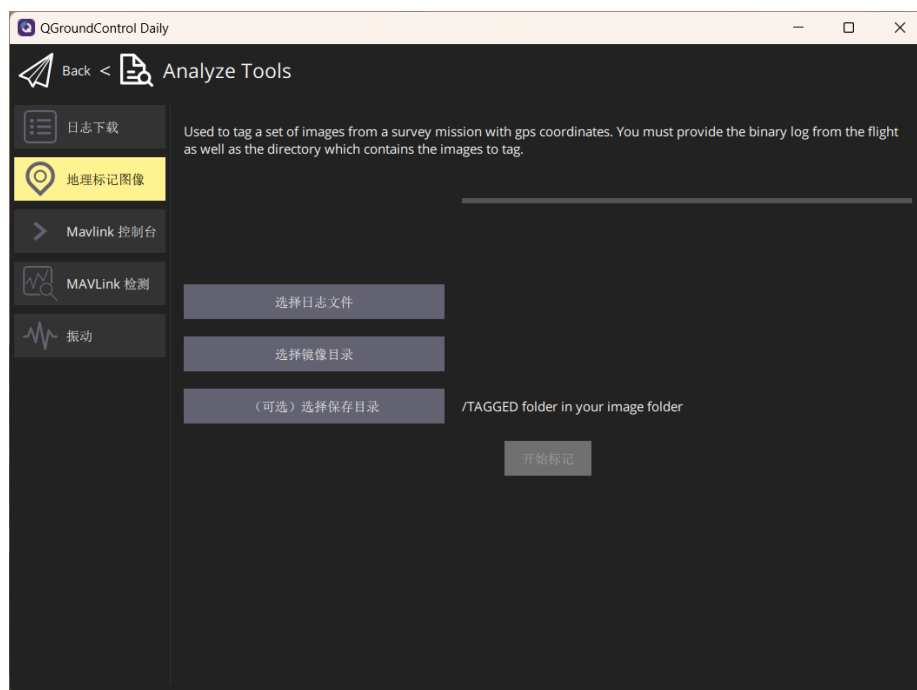 QGroundControl Daily
Back < Analyze Tools
日志下载
地理标记图像
Mavlink 控制台
MAVLink 检测
振动
Used to tag a set of images from a survey mission with gps coordinates. You must provide the binary log from the flight
as well as the directory which contains the images to tag.
选择日志文件
选择镜像目录
（可选）选择保存目录
/TAGGED folder in your image folder
开始标记